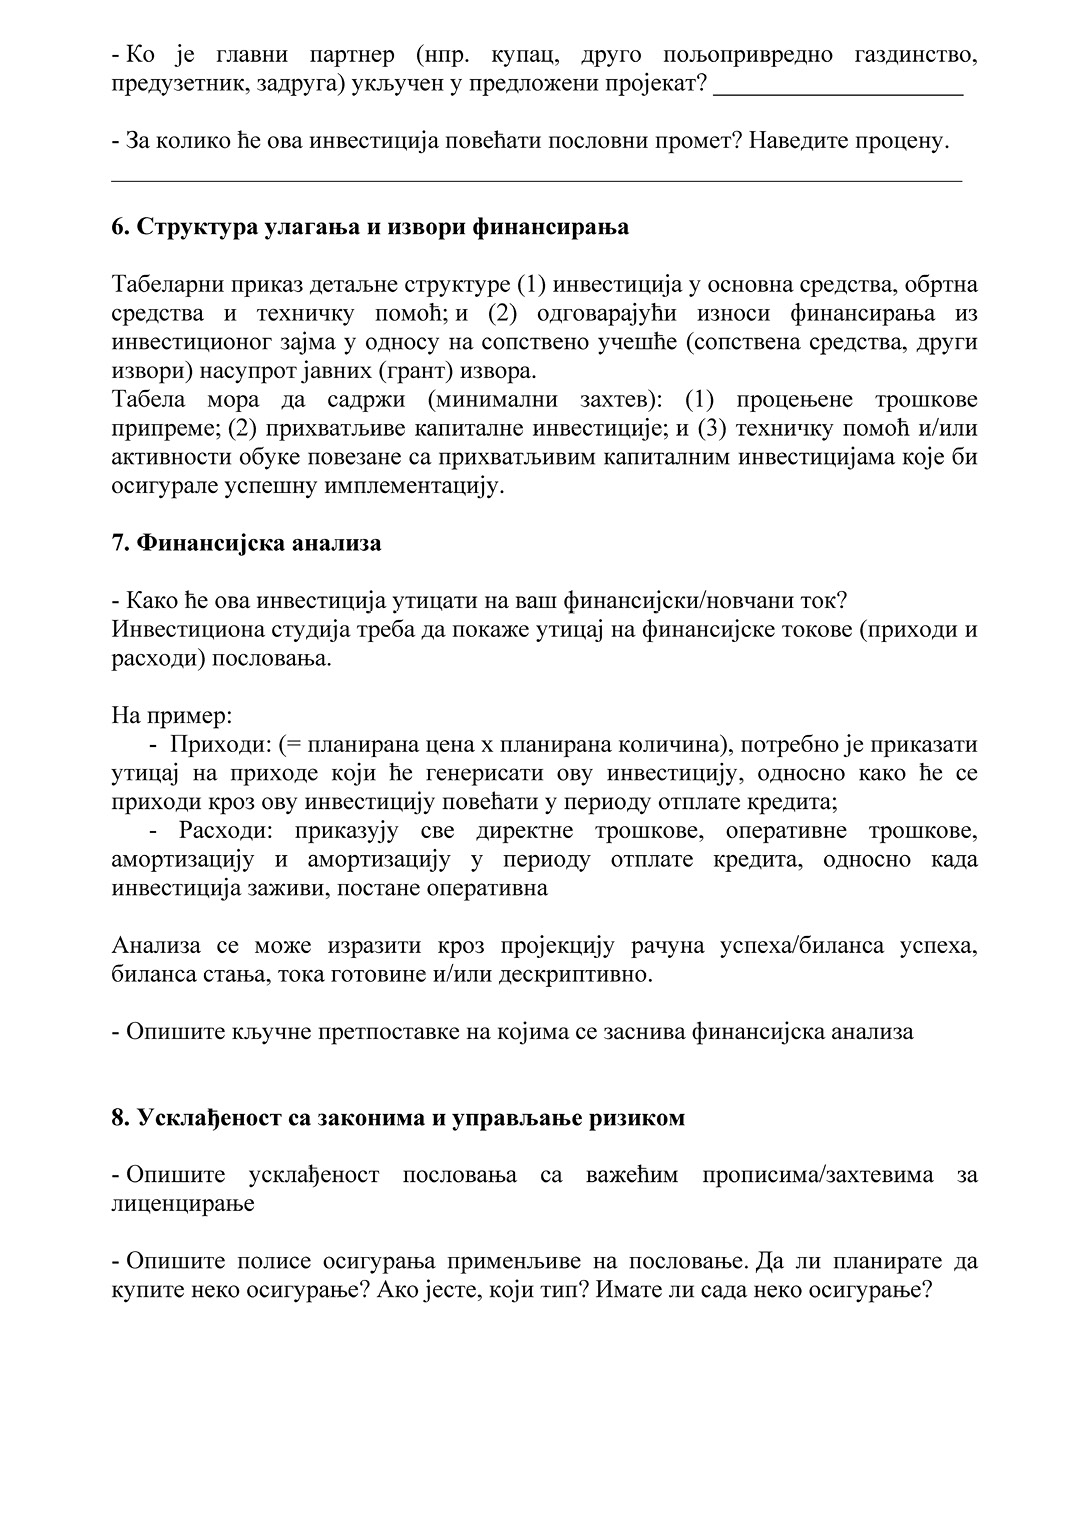 - Ко је главни партнер (нпр. купац, друго пољопривредно газдинство,
предузетник, задруга) укључен у предложени пројекат? ____________________
- За колико ће ова инвестиција повећати пословни промет? Наведите процену.
____________________________________________________________________
6. Структура улагања и извори финансирања
Табеларни приказ детаљне структуре (1) инвестиција у основна средства, обртна
средства и техничку помоћ; и (2) одговарајући износи финансирања из
инвестиционог зајма у односу на сопствено учешће (сопствена средства, други
извори) насупрот јавних (грант) извора.
Табела мора да садржи (минимални захтев): (1) процењене трошкове
припреме; (2) прихватљиве капиталне инвестиције; и (3) техничку помоћ и/или
активности обуке повезане са прихватљивим капиталним инвестицијама које би
осигурале успешну имплементацију.
7. Финансијска анализа
- Како ће ова инвестиција утицати на ваш финансијски/новчани ток?
Инвестициона студија треба да покаже утицај на финансијске токове (приходи и
расходи) пословања.
На пример:
- Приходи: (= планирана цена x планирана количина), потребно је приказати
утицај на приходе који ће генерисати ову инвестицију, односно како ће се
приходи кроз ову инвестицију повећати у периоду отплате кредита;
- Расходи: приказују све директне трошкове, оперативне трошкове,
амортизацију и амортизацију у периоду отплате кредита, односно када
инвестиција заживи, постане оперативна
Анализа се може изразити кроз пројекцију рачуна успеха/биланса успеха,
биланса стања, тока готовине и/или дескриптивно.
- Опишите кључне претпоставке на којима се заснива финансијска анализа
8. Усклађеност са законима и управљање ризиком
- Опишите усклађеност пословања са важећим прописима/захтевима за
лиценцирање
- Опишите полисе осигурања применљиве на пословање. Да ли планирате да
купите неко осигурање? Ако јесте, који тип? Имате ли сада неко осигурање?